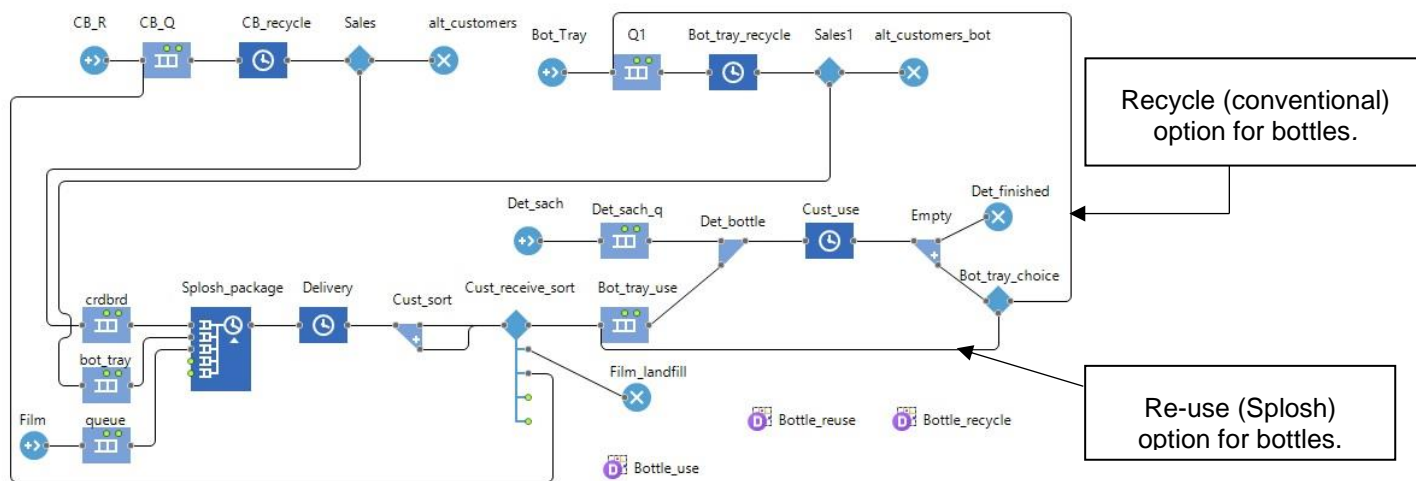 CB_R
CB_Q
CB_recycle
Sales
alt_customers
Bot_Tray
Q1
Bot_tray_recycle
Sales1
alt_customers_bot
Recycle (conventional)
option for bottles.
Det_sach
Det_sach_q
Det_bottle
Cust_use
Empty
Det_finished
Bot_tray_choice
crdbrd
Splosh_package
Delivery
Cust_sort
Cust_receive_sort
Bot_tray_use
bot_tray
Film_landfill
Film
queue
D Bottle_reuse
D Bottle_recycle
D Bottle_use
Re-use (Splosh)
option for bottles.